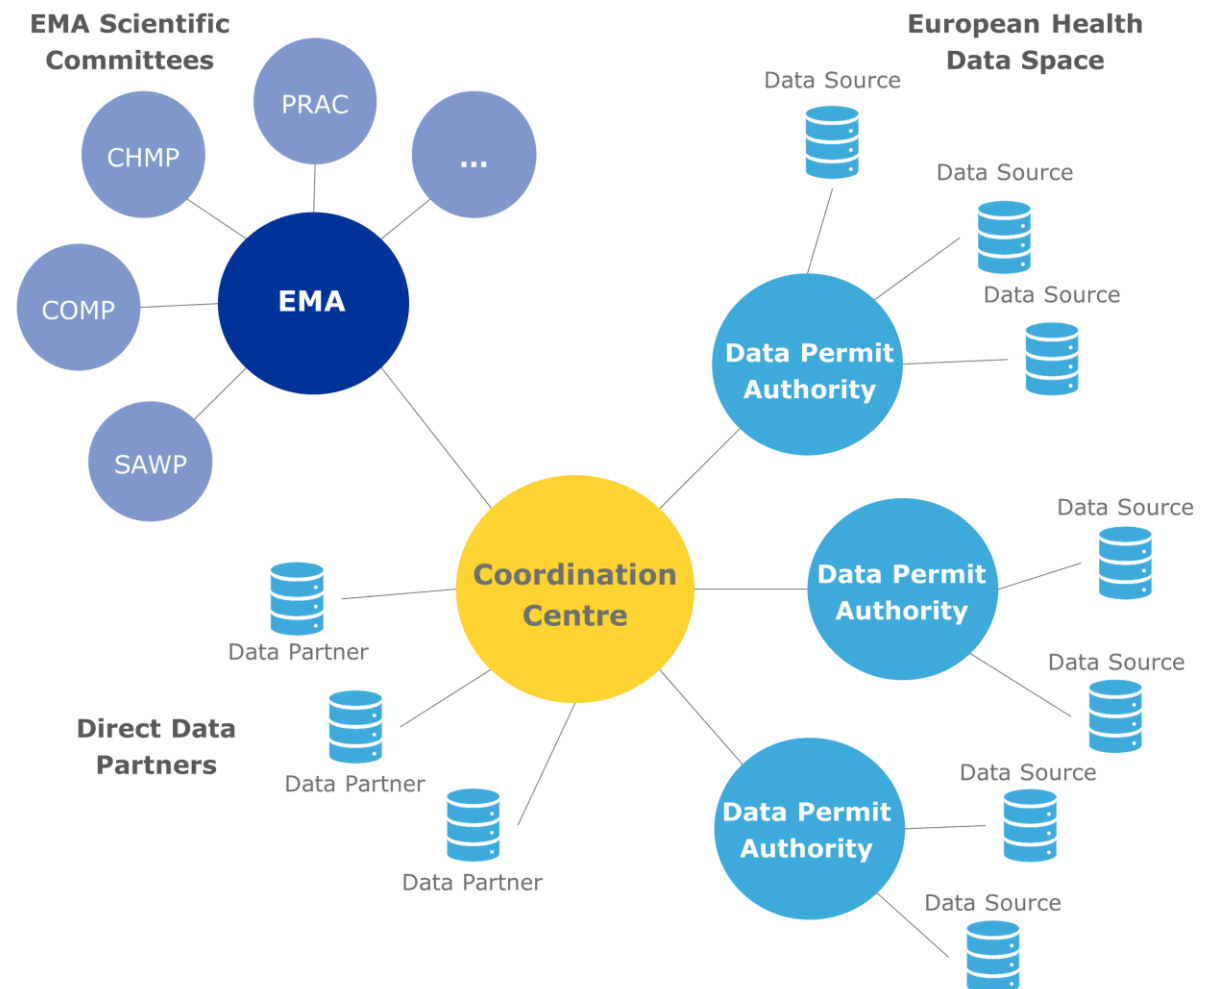 EMA Scientific
Committees
PRAC
CHMP
...
COMP
EMA
SAWP
European Health
Data Space
Data Source
Data Source
Data Source
Data Permit
Authority
Coordination
Centre
Data Permit
Authority
Data Source
Data Source
Data Permit
Authority
Data Source
Data Source
Data Partner
Direct Data
Partners
Data Partner
Data Partner